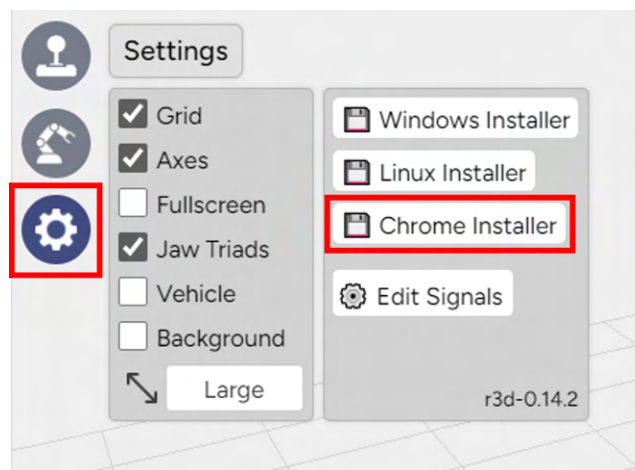 Settings
Grid
Axes
Fullscreen
Jaw Triads
Vehicle
Background
Large
Windows Installer
Linux Installer
Chrome Installer
Edit Signals
r3d-0.14.2